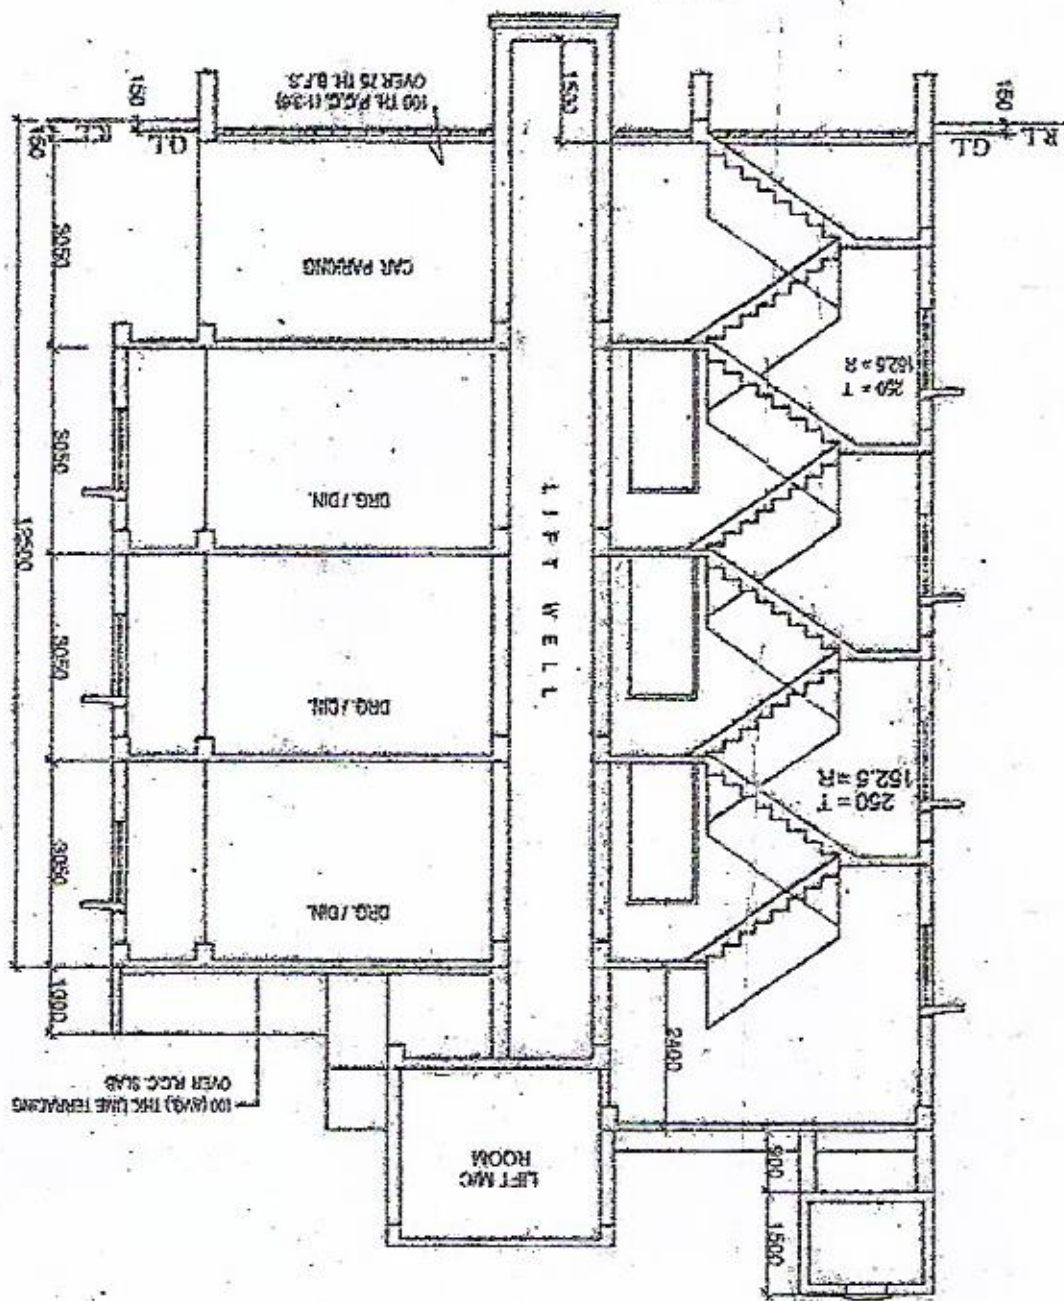 1500
900
LIFT M/C
ROOM
100 (AVG.) THK. LIME TERRACING
OVER R.C.C. SLAB
2400
1000
DRG. / DIN.
3050
250 = T
152.5 = R
LIFT WELL
DRG. / DIN.
3050
12500
DRG. / DIN.
3050
250 = T
152.5 = R
CAR PARKING
3050
R.L.
G.L.
150
100 TH. P.C.C. (1:3:6)
OVER 75 TH. B.F.S.
G.L.
R.L.
150
150